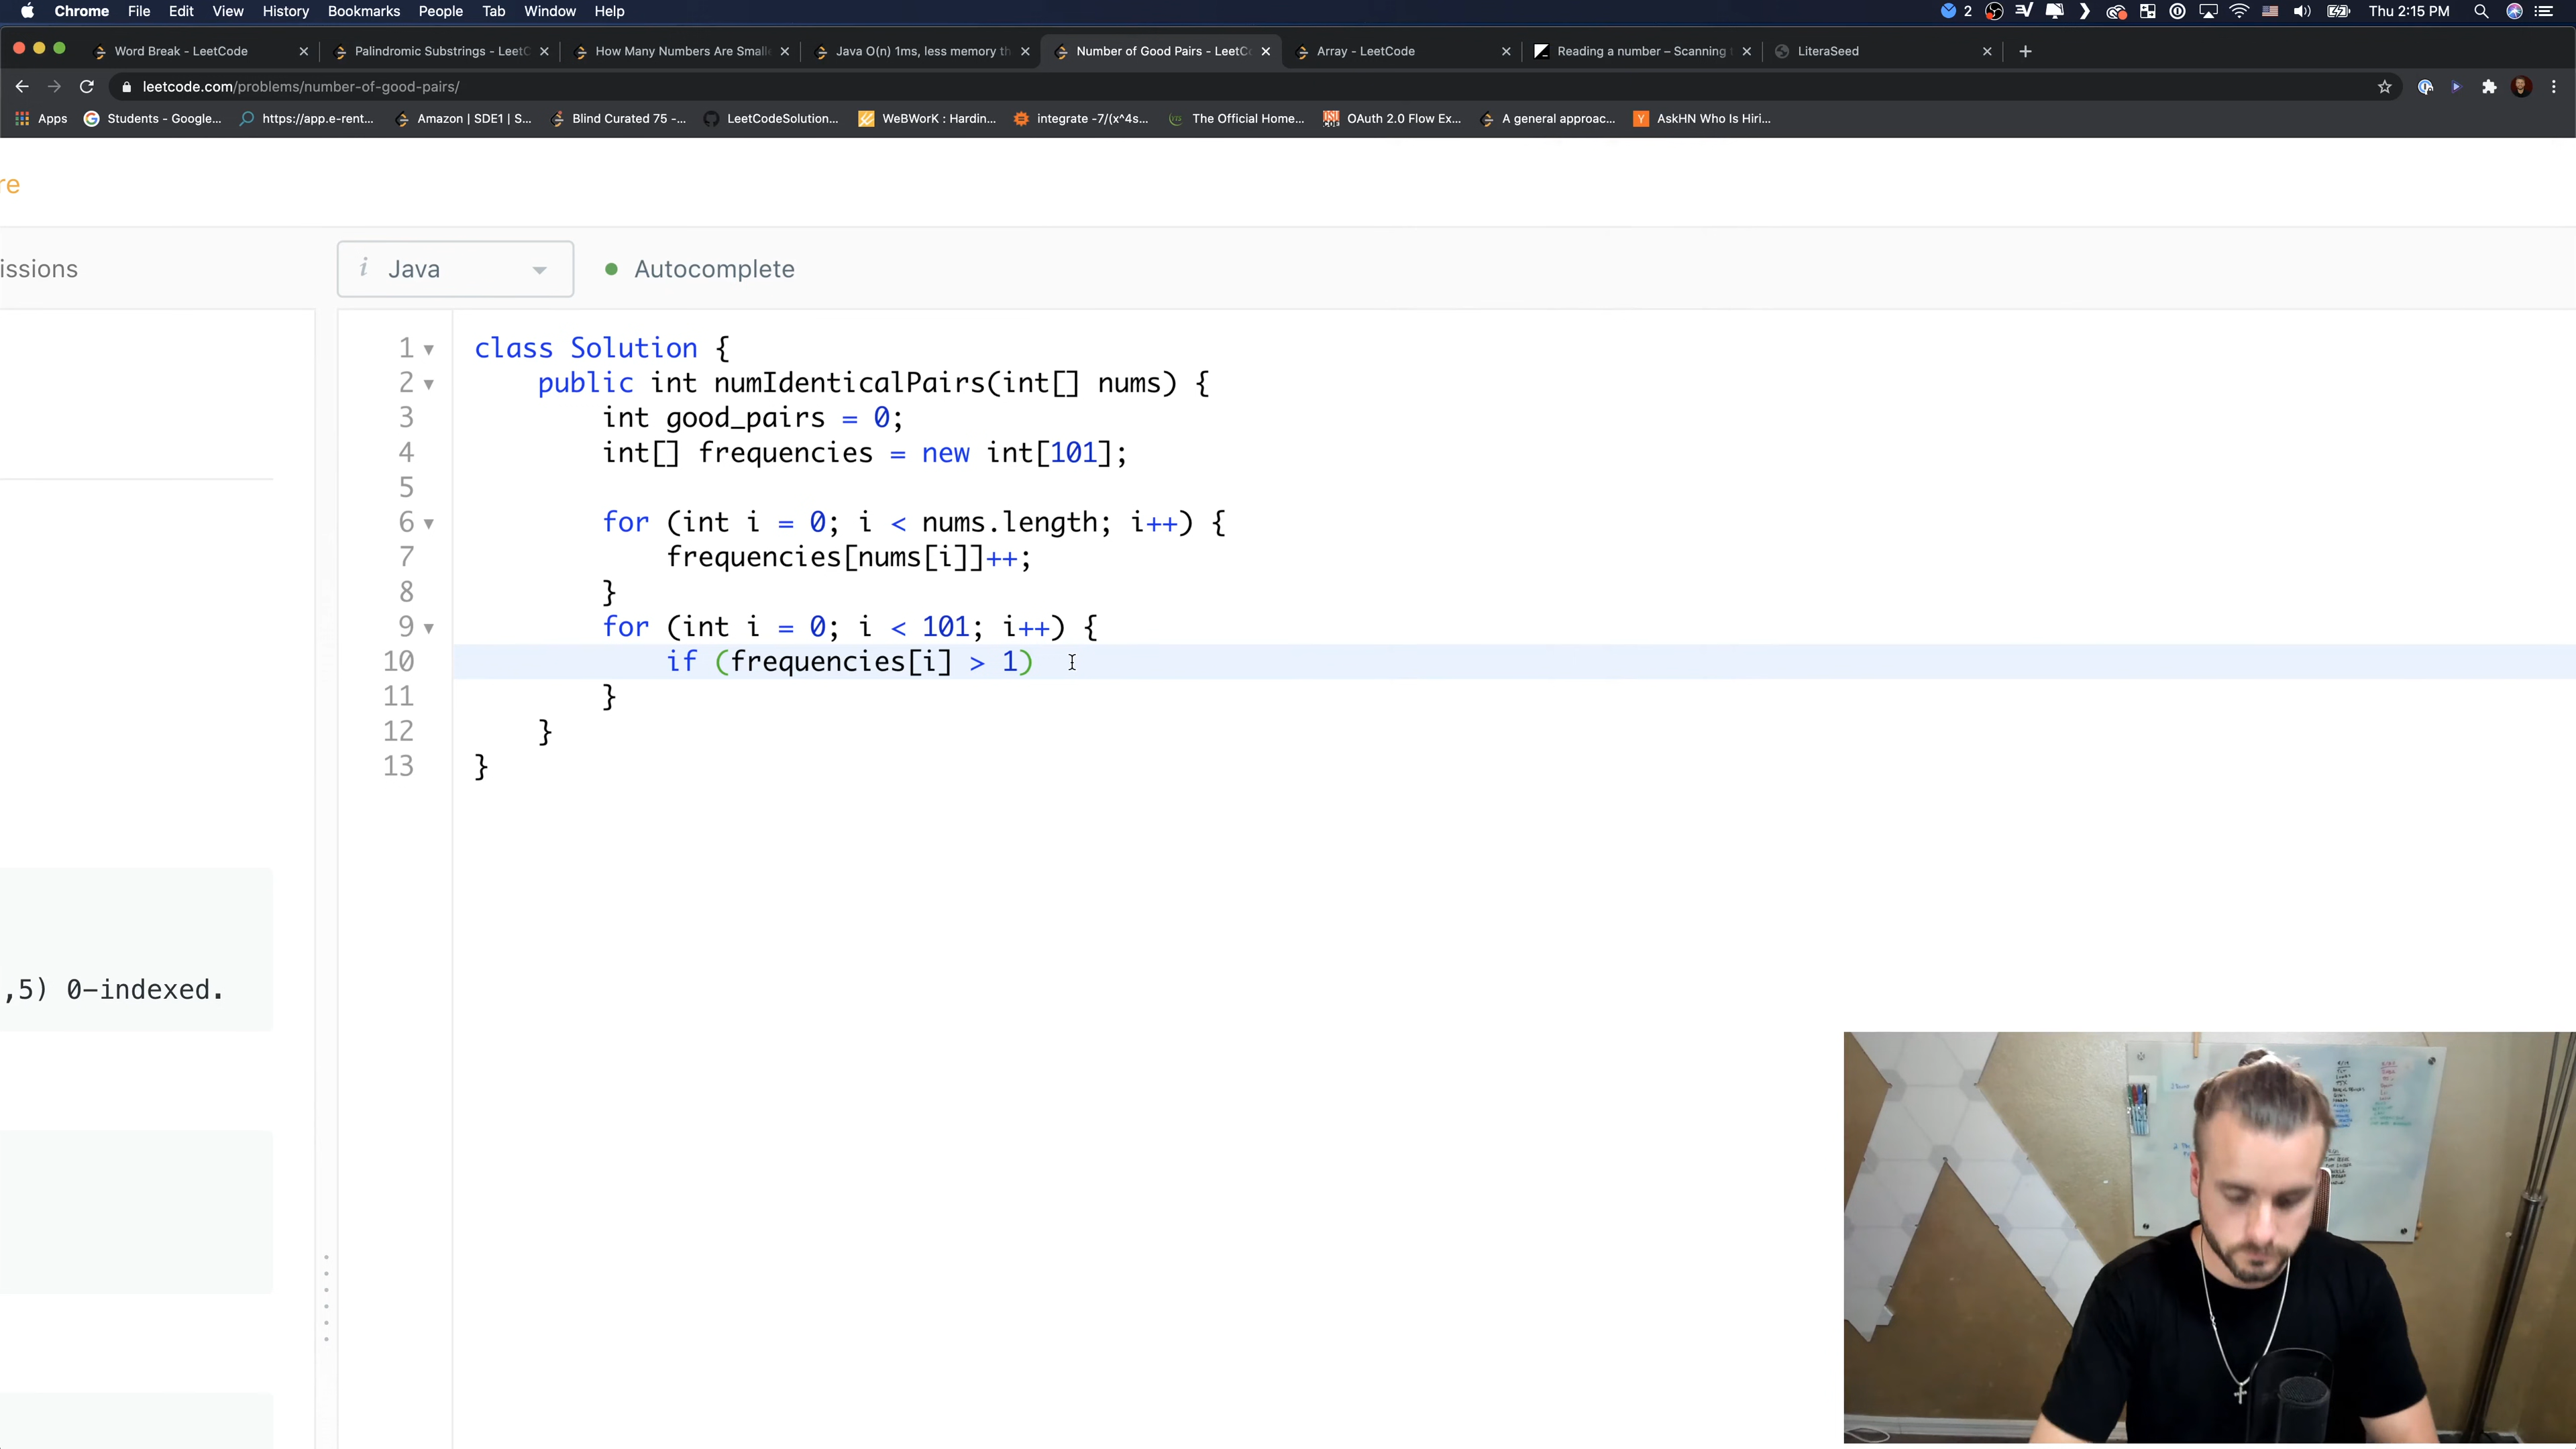 Chrome File Edit View History Bookmarks People Tab Window Help 2 Thu 2:15 PM
Word Break - LeetCode Palindromic Substrings - LeetC How Many Numbers Are Smalle Java O(n) 1ms, less memory th Number of Good Pairs - LeetCo Array - LeetCode Reading a number – Scanning t LiteraSeed
leetcode.com/problems/number-of-good-pairs/
Apps Students - Google... https://app.e-rent... Amazon | SDE1 | S... Blind Curated 75 -... LeetCodeSolution... WeBWorK : Hardin... integrate -7/(x^4s... The Official Home... OAuth 2.0 Flow Ex... A general approac... AskHN Who Is Hiri...
re
issions i Java Autocomplete
1 class Solution {
2 public int numIdenticalPairs(int[] nums) {
3 int good_pairs = 0;
4 int[] frequencies = new int[101];
5
6 for (int i = 0; i < nums.length; i++) {
7 frequencies[nums[i]]++;
8 }
9 for (int i = 0; i < 101; i++) {
10 if (frequencies[i] > 1)
11 }
12 }
13 }
,5) 0-indexed.